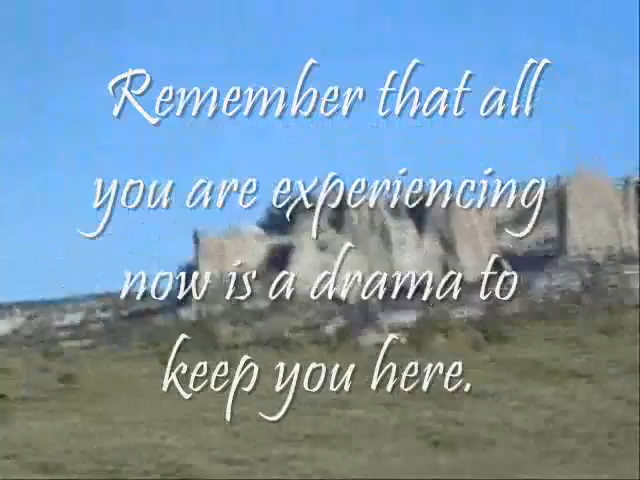 Remember that all
you are experiencing
now is a drama to
keep you here.